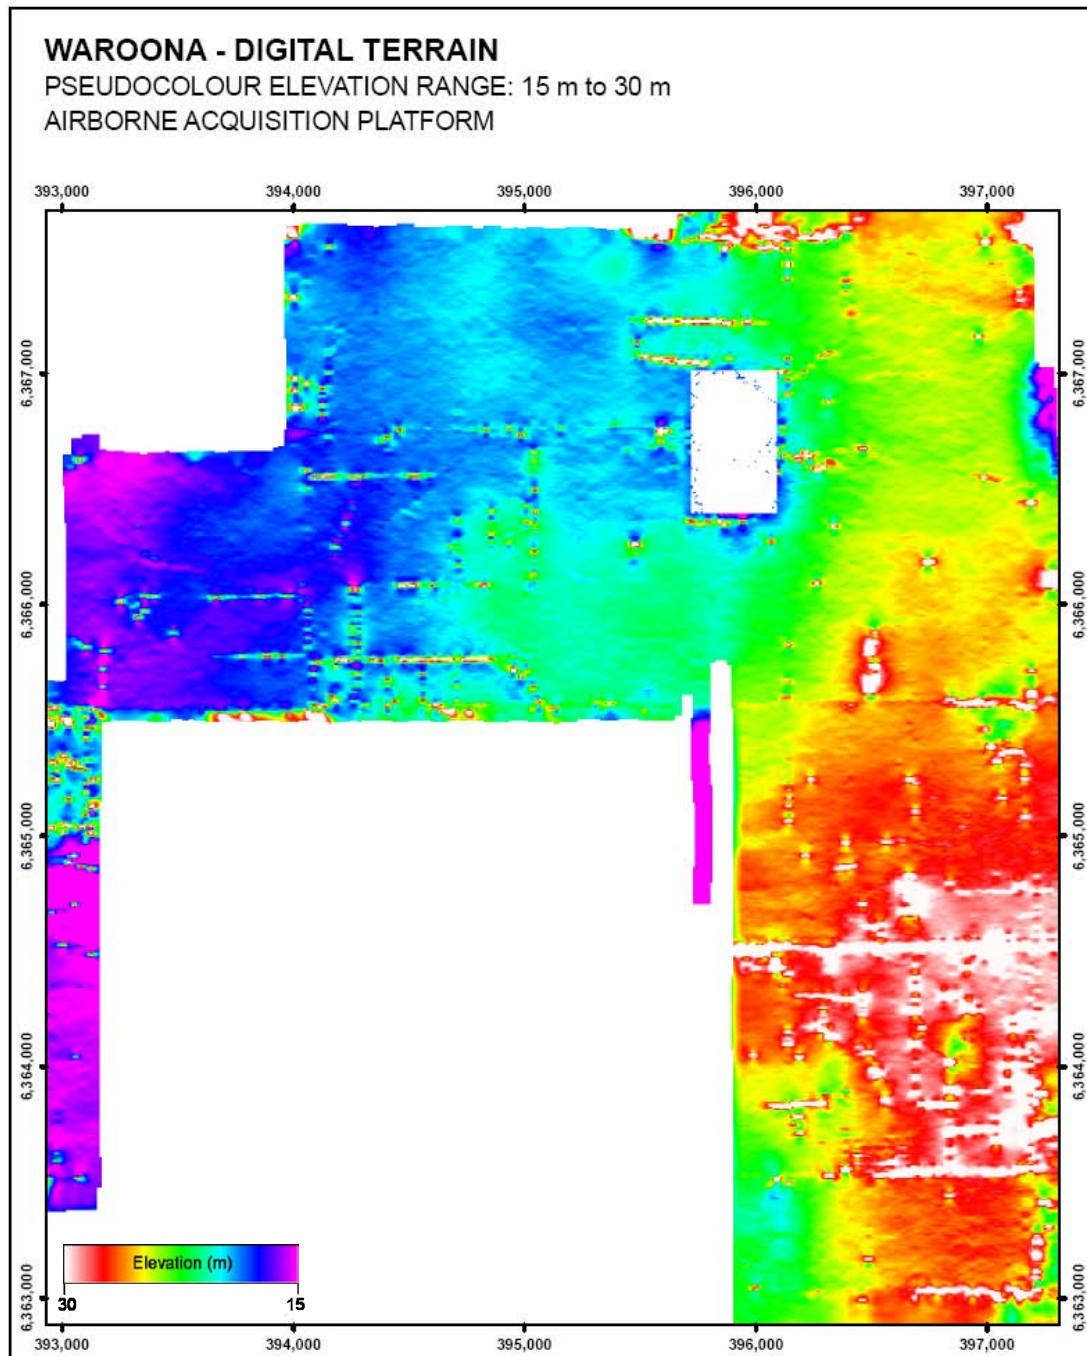 WAROONA - DIGITAL TERRAIN
PSEUDOCOLOUR ELEVATION RANGE: 15 m to 30 m
AIRBORNE ACQUISITION PLATFORM
393,000 394,000 395,000 396,000 397,000
6,367,000 6,367,000
6,366,000 6,366,000
6,365,000 6,365,000
6,364,000 6,364,000
Elevation (m)
30 15
6,363,000 6,363,000
393,000 394,000 395,000 396,000 397,000